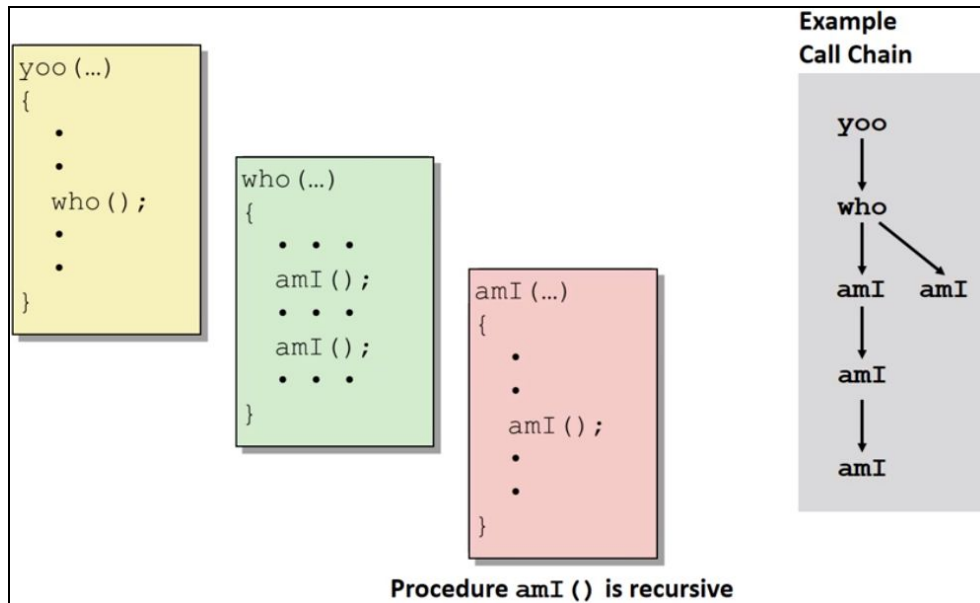 yoo(…)
{
•
•
who();
•
•
}
who(…)
{
• • •
amI();
• • •
amI();
• • •
}
amI(…)
{
•
•
amI();
•
•
}
Procedure amI() is recursive
Example
Call Chain
yoo
who
amI amI
amI
amI